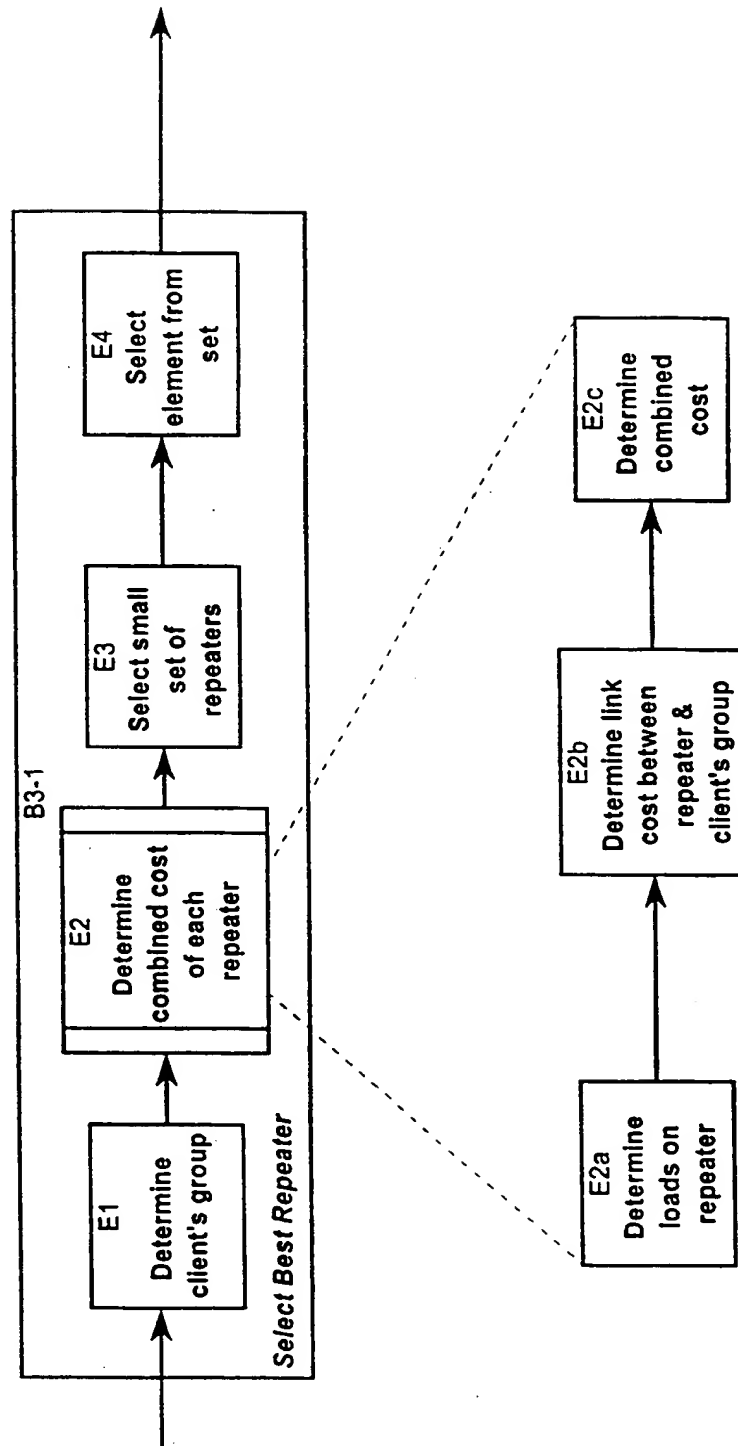 B3-1
E1
Determine
client's group
E2
Determine
combined cost
of each
repeater
E3
Select small
set of
repeaters
E4
Select
element from
set
Select Best Repeater
E2a
Determine
loads on
repeater
E2b
Determine link
cost between
repeater &
client's group
E2c
Determine
combined
cost